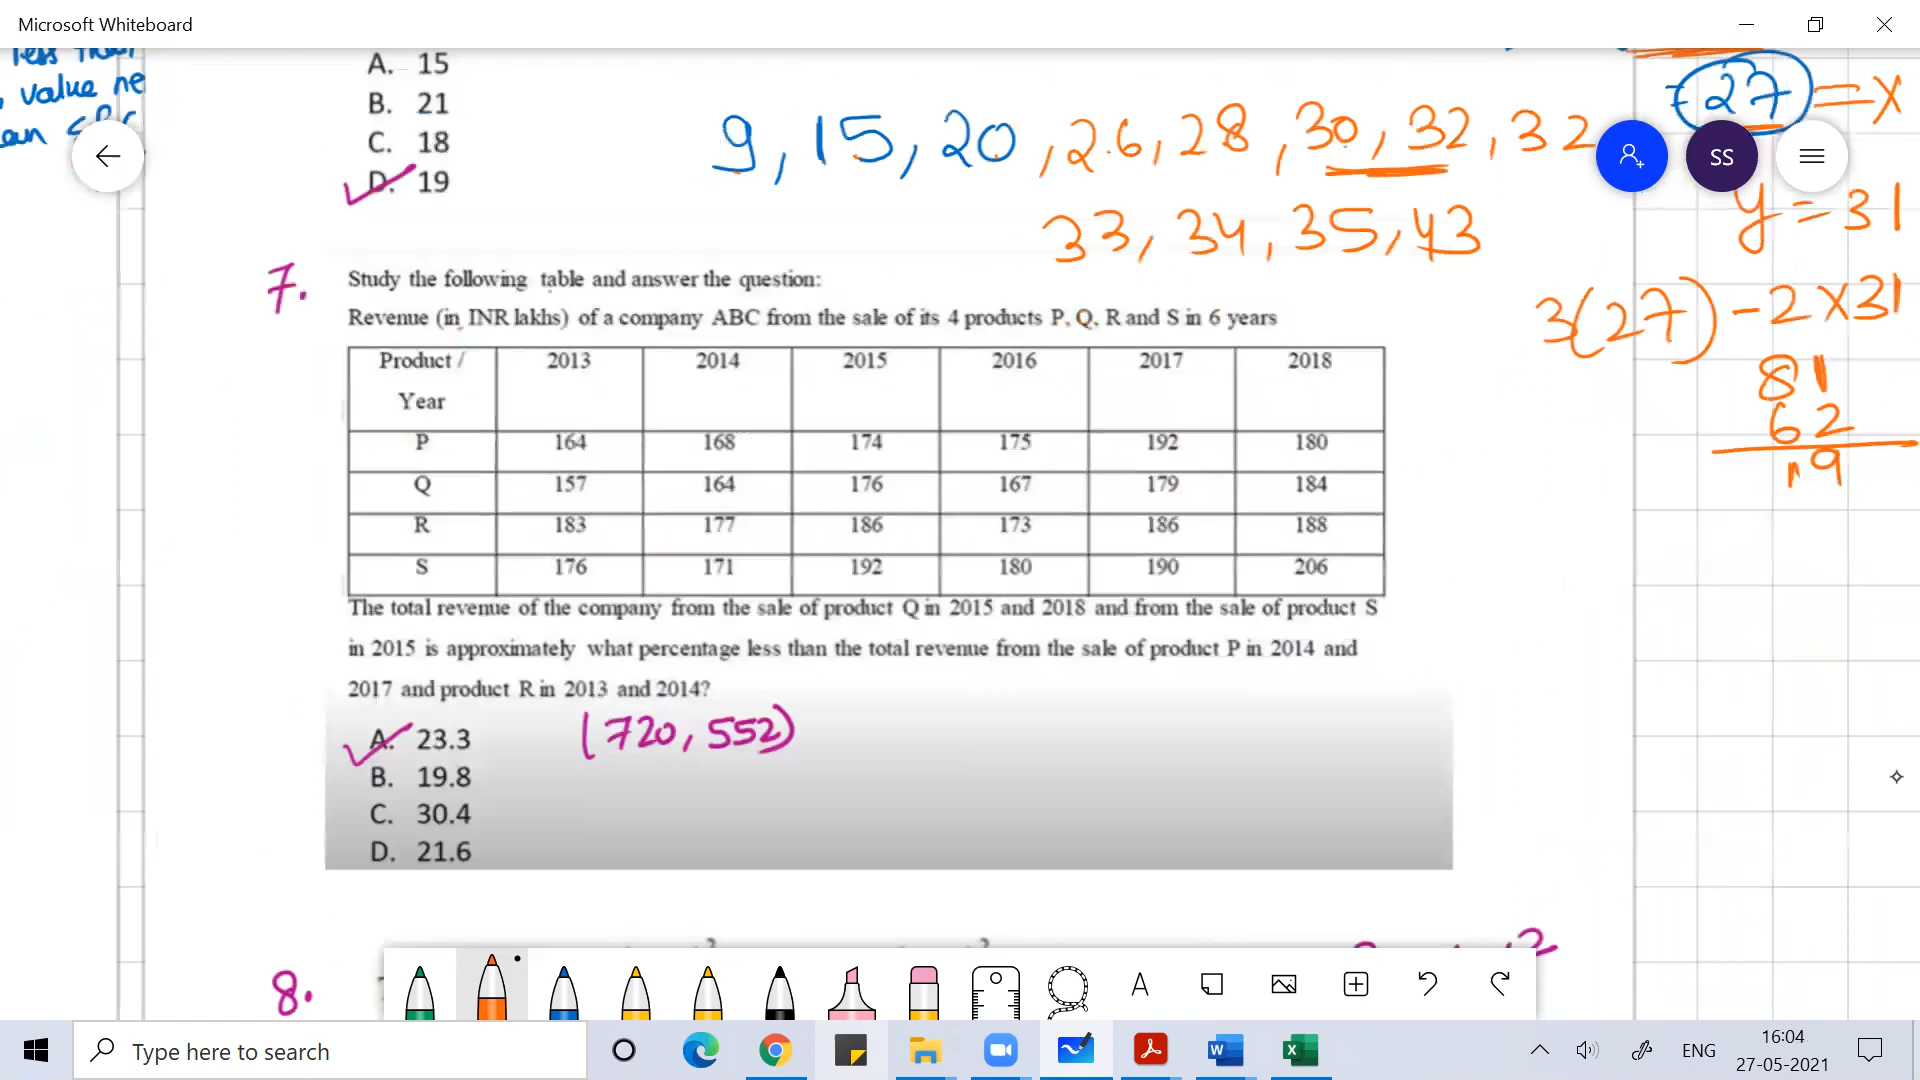 Microsoft Whiteboard
less than
, value ne
an
A. 15
B. 21
C. 18
D. 19
9, 15, 20, 26, 28, 30, 32, 32
33, 34, 35, 43
27 = x
SS
y = 31
3(27) - 2 x 31
81
62
19
7. Study the following table and answer the question:
Revenue (in INR lakhs) of a company ABC from the sale of its 4 products P, Q, R and S in 6 years
Product / Year 2013 2014 2015 2016 2017 2018
P 164 168 174 175 192 180
Q 157 164 176 167 179 184
R 183 177 186 173 186 188
S 176 171 192 180 190 206
The total revenue of the company from the sale of product Q in 2015 and 2018 and from the sale of product S
in 2015 is approximately what percentage less than the total revenue from the sale of product P in 2014 and
2017 and product R in 2013 and 2014?
(720, 552)
A. 23.3
B. 19.8
C. 30.4
D. 21.6
8.
Type here to search
ENG
16:04
27-05-2021